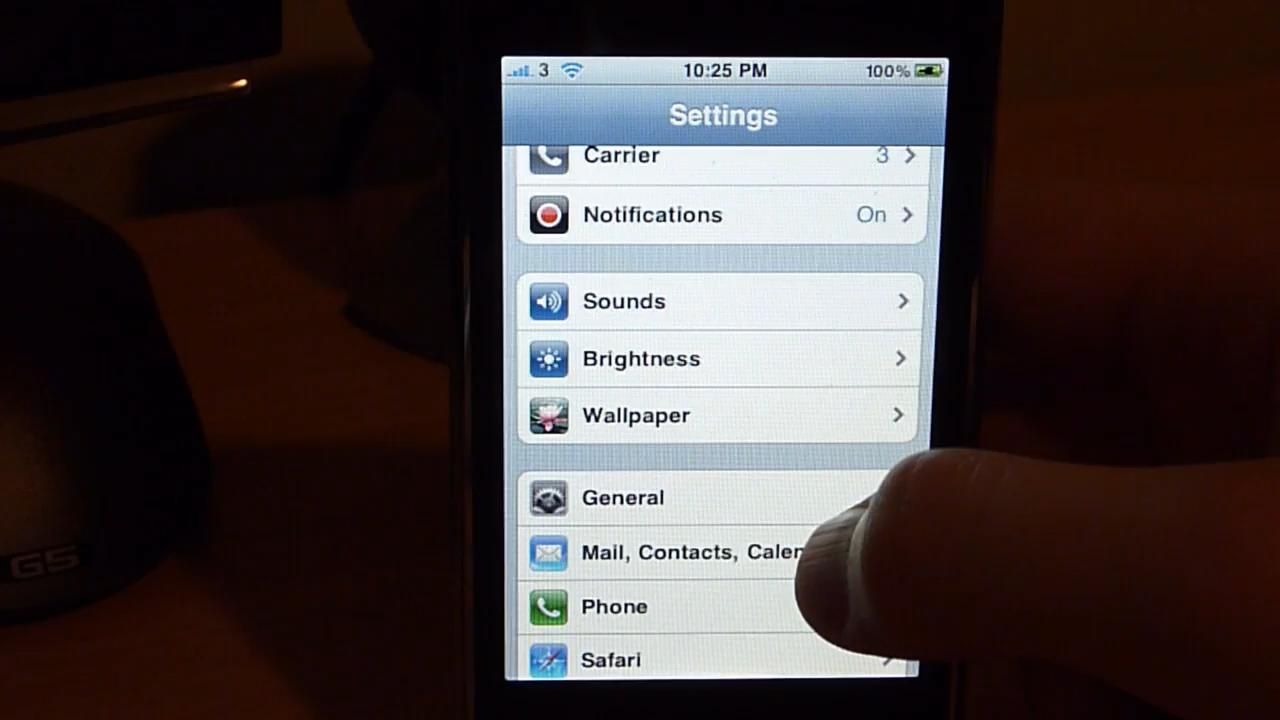 3 10:25 PM 100%
Settings
Carrier 3
Notifications On
Sounds
Brightness
Wallpaper
General
Mail, Contacts, Calen
Phone
Safari
G5